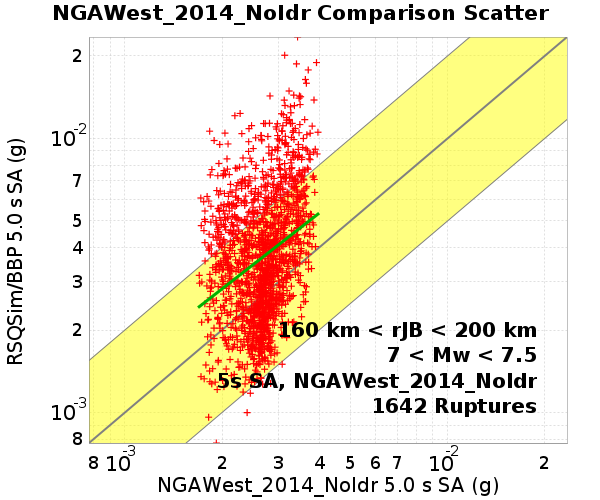 NGAWest_2014_NoIdr Comparison Scatter
RSQSim/BBP 5.0 s SA (g)
2
10-2
7
5
4
3
2
10-3
8
160 km < rJB < 200 km
7 < Mw < 7.5
5s SA, NGAWest_2014_NoIdr
1642 Ruptures
8 10-3 2 3 4 5 6 7 10-2 2
NGAWest_2014_NoIdr 5.0 s SA (g)